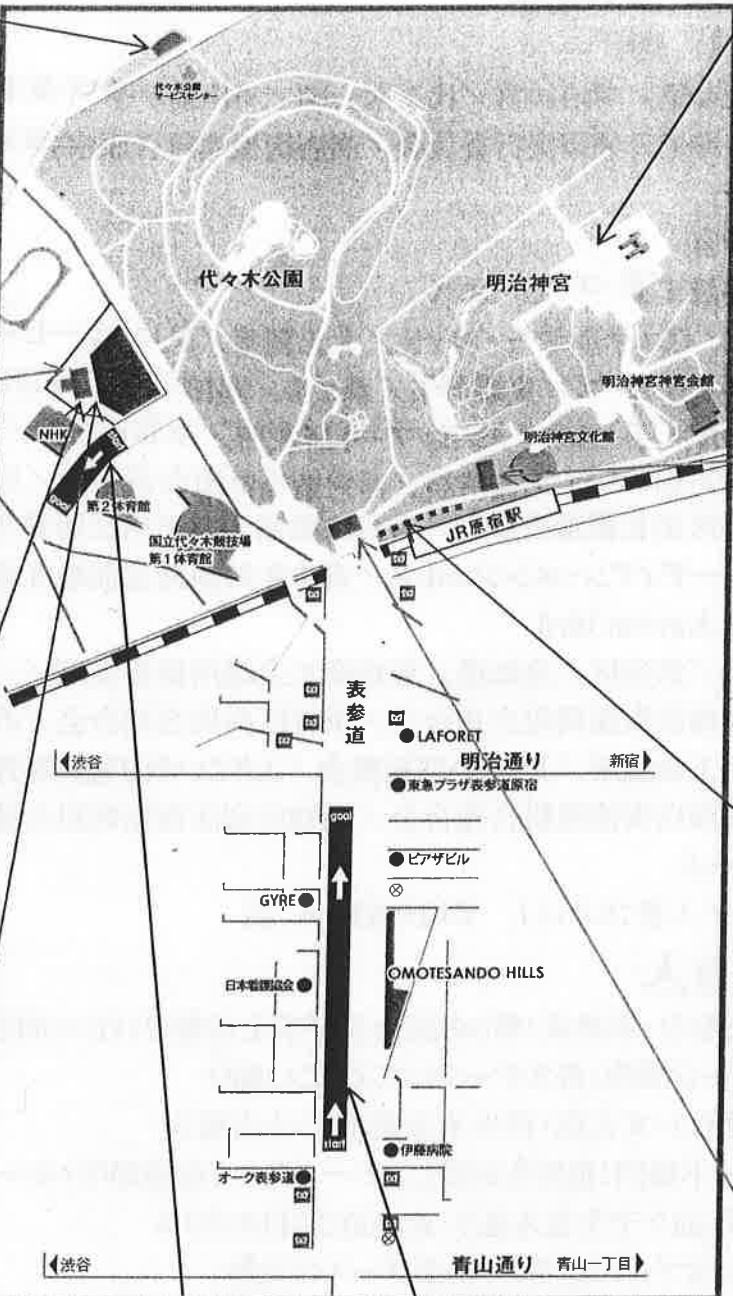 代々木公園
サービスセンター
代々木公園
明治神宮
明治神宮神宮会館
明治神宮文化館
NHK
goal
第2体育館
国立代々木競技場
第1体育館
JR原宿駅
表参道
LAFORET
渋谷
明治通り
新宿
東急プラザ表参道原宿
goal
ピアザビル
GYRE
OMOTESANDO HILLS
日本看護協会
start
伊藤病院
オーク表参道
渋谷
青山通り
青山一丁目